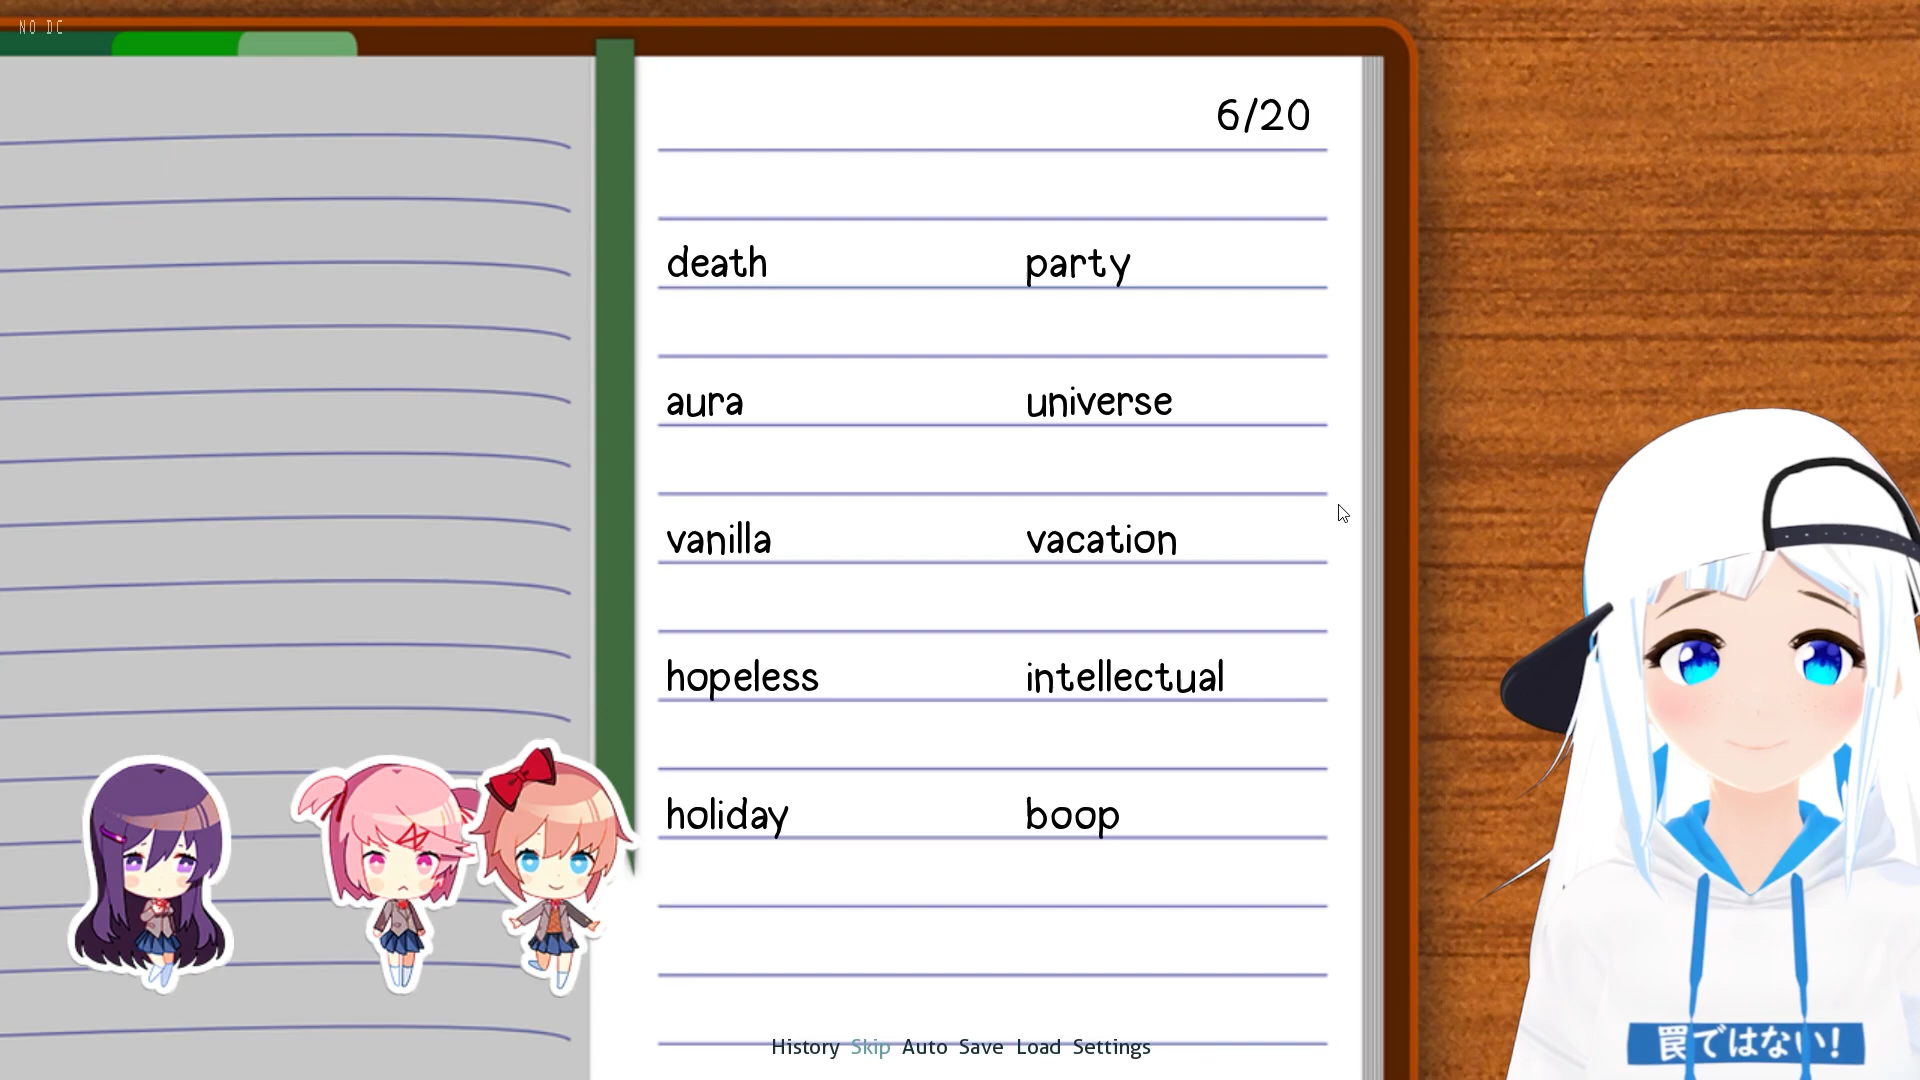 NO DC
6/20
death party
aura universe
vanilla vacation
hopeless intellectual
holiday boop
History Skip Auto Save Load Settings
罠ではない!